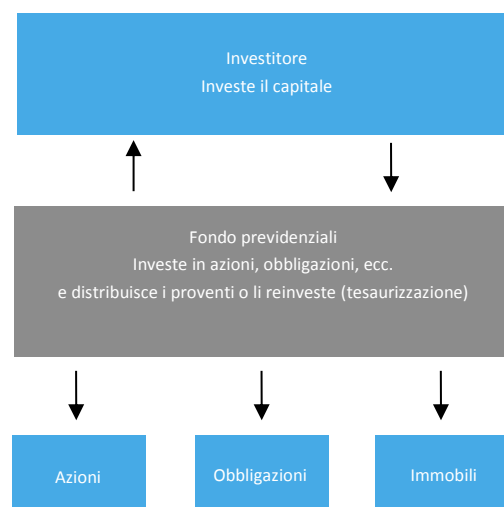 Investitore
Investe il capitale
Fondo previdenziali
Investe in azioni, obbligazioni, ecc.
e distribuisce i proventi o li reinveste (tesaurizzazione)
Azioni
Obbligazioni
Immobili